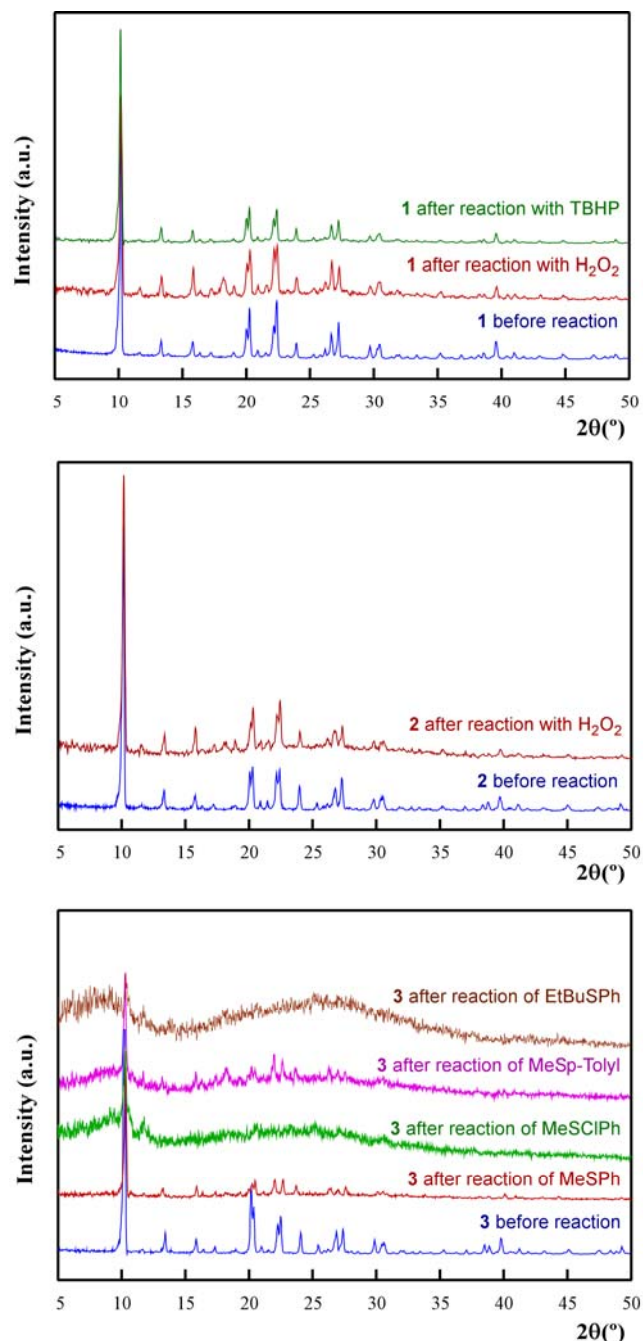 Intensity (a.u.)
1 after reaction with TBHP
1 after reaction with H₂O₂
1 before reaction
5 10 15 20 25 30 35 40 45 50
2θ(º)
Intensity (a.u.)
2 after reaction with H₂O₂
2 before reaction
5 10 15 20 25 30 35 40 45 50
2θ(º)
Intensity (a.u.)
3 after reaction of EtBuSPh
3 after reaction of MeSp-Tolyl
3 after reaction of MeSClPh
3 after reaction of MeSPh
3 before reaction
5 10 15 20 25 30 35 40 45 50
2θ(º)